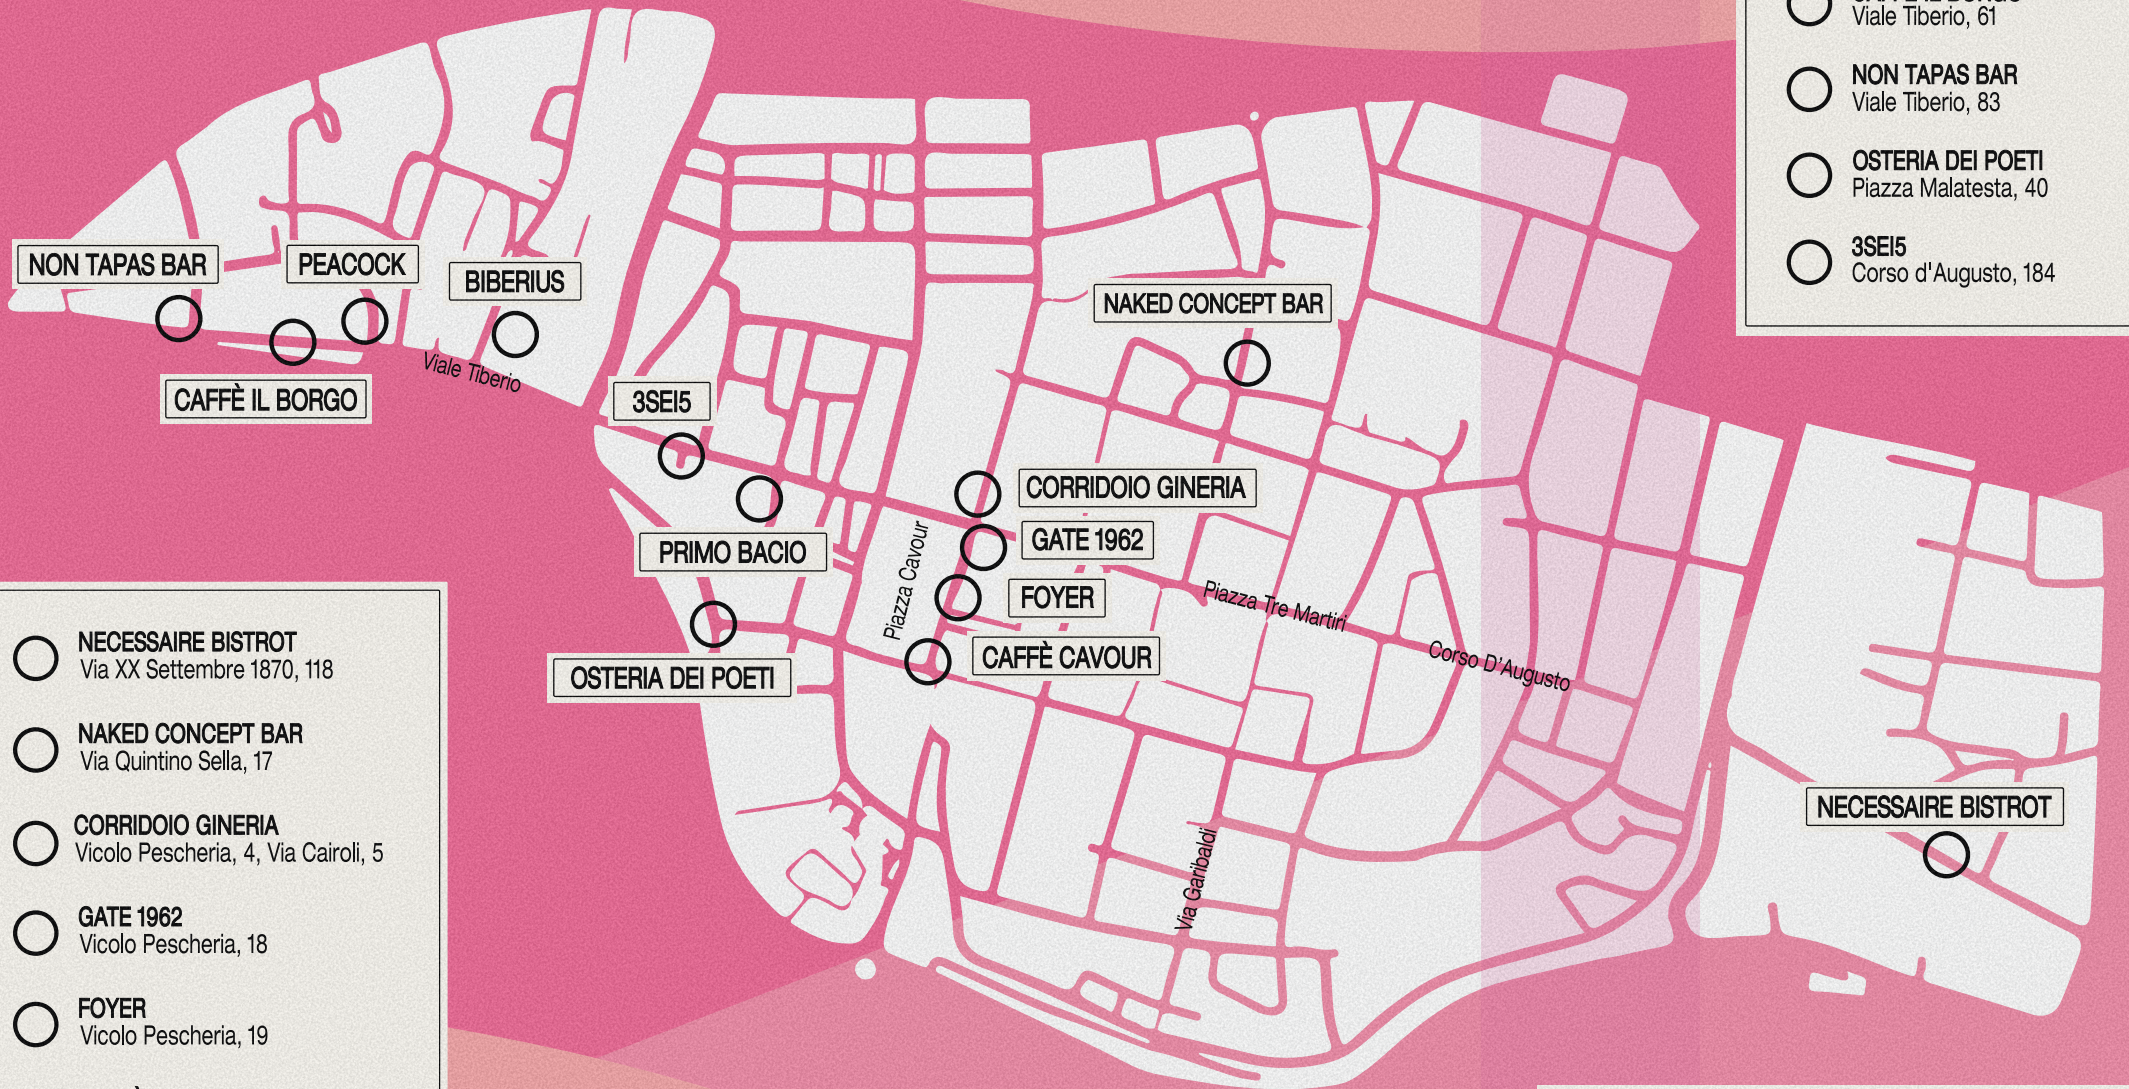 Viale Tiberio, 61
NON TAPAS BAR
Viale Tiberio, 83
OSTERIA DEI POETI
Piazza Malatesta, 40
3SEI5
Corso d'Augusto, 184
NON TAPAS BAR
PEACOCK
BIBERIUS
NAKED CONCEPT BAR
Viale Tiberio
CAFFÈ IL BORGO
3SEI5
CORRIDOIO GINERIA
GATE 1962
PRIMO BACIO
Piazza Cavour
FOYER
Piazza Tre Martiri
CAFFÈ CAVOUR
Corso D'Augusto
OSTERIA DEI POETI
NECESSAIRE BISTROT
Via Garibaldi
NECESSAIRE BISTROT
Via XX Settembre 1870, 118
NAKED CONCEPT BAR
Via Quintino Sella, 17
CORRIDOIO GINERIA
Vicolo Pescheria, 4, Via Cairoli, 5
GATE 1962
Vicolo Pescheria, 18
FOYER
Vicolo Pescheria, 19